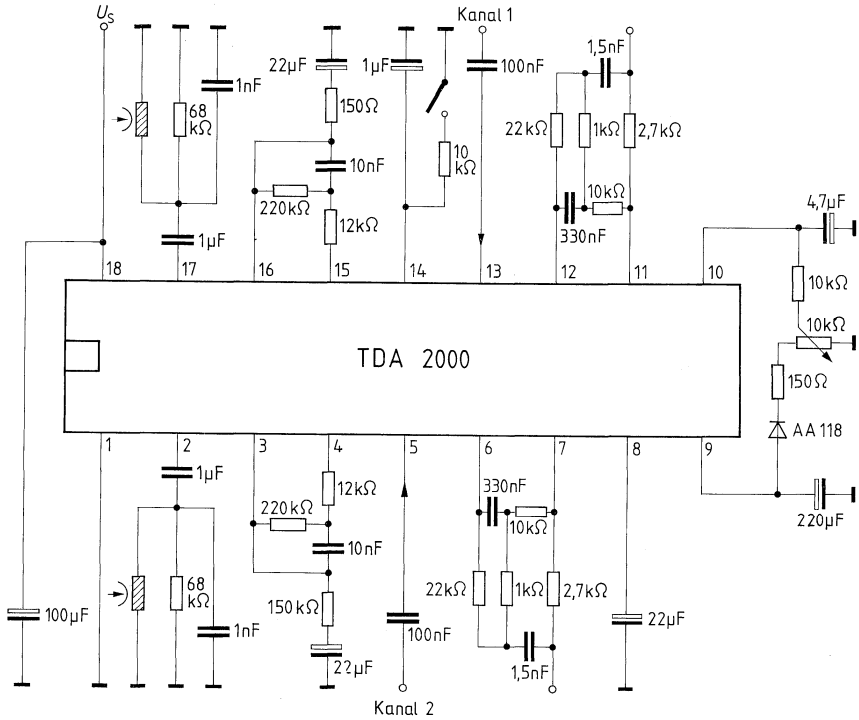 U_S
Kanal 1
1nF
68 kΩ
22µF
150Ω
10nF
220kΩ
12kΩ
1µF
10 kΩ
100nF
1,5nF
22kΩ
1kΩ
2,7kΩ
10kΩ
330nF
4,7µF
10kΩ
10kΩ
150Ω
AA 118
220µF
1µF
18
17
16
15
14
13
12
11
10
TDA 2000
1
2
3
4
5
6
7
8
9
1µF
12kΩ
220kΩ
10nF
330nF
10kΩ
68 kΩ
150kΩ
22kΩ
1kΩ
2,7kΩ
100µF
1nF
22µF
100nF
1,5nF
22µF
Kanal 2